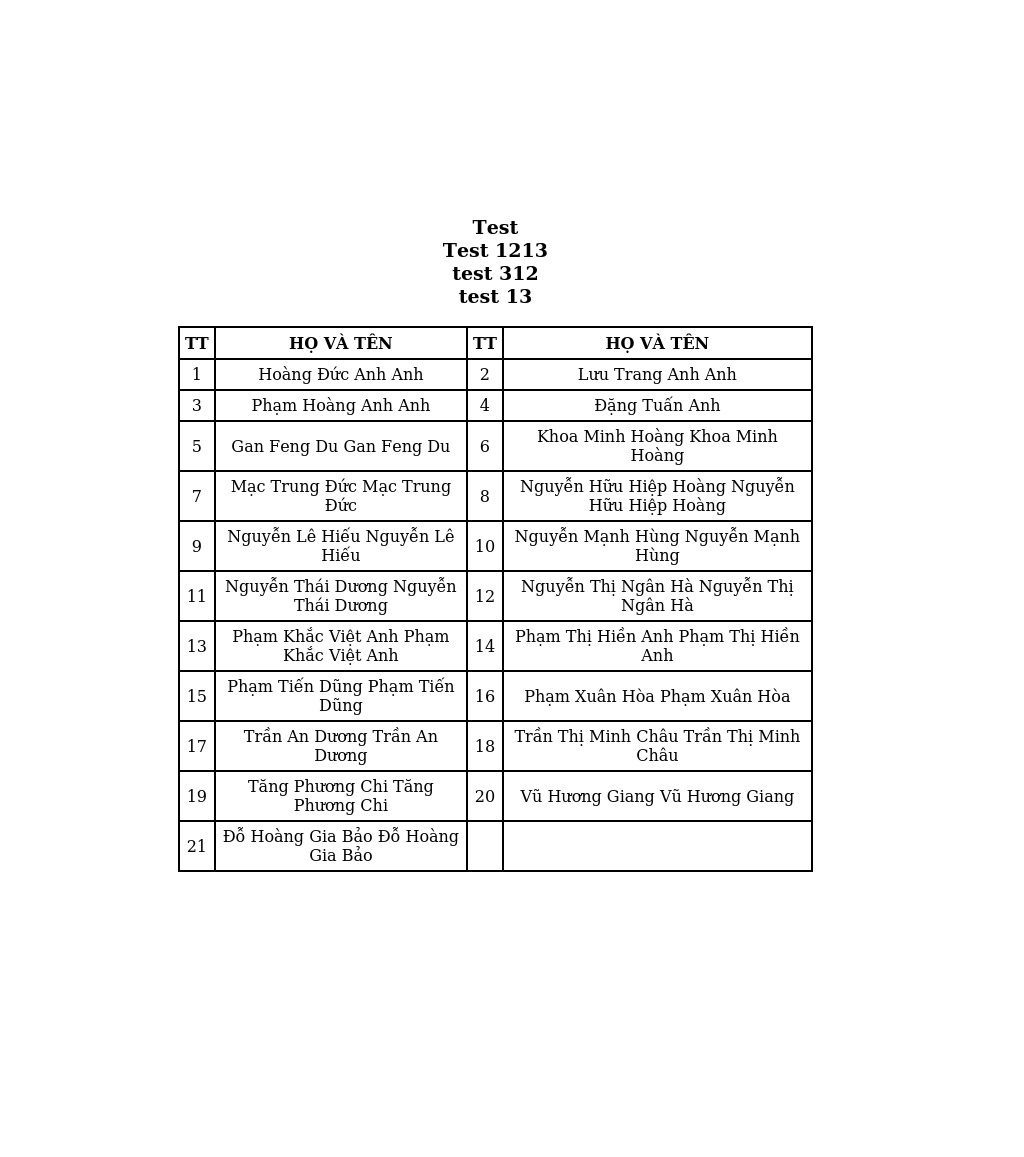 Test
Test 1213
test 312
test 13
TT HỌ VÀ TÊN TT HỌ VÀ TÊN
1 Hoàng Đức Anh Anh 2 Lưu Trang Anh Anh
3 Phạm Hoàng Anh Anh 4 Đặng Tuấn Anh
5 Gan Feng Du Gan Feng Du 6 Khoa Minh Hoàng Khoa Minh
Hoàng
7 Mạc Trung Đức Mạc Trung
Đức
8 Nguyễn Hữu Hiệp Hoàng Nguyễn
Hữu Hiệp Hoàng
9 Nguyễn Lê Hiếu Nguyễn Lê
Hiếu
10 Nguyễn Mạnh Hùng Nguyễn Mạnh
Hùng
11 Nguyễn Thái Dương Nguyễn
Thái Dương
12 Nguyễn Thị Ngân Hà Nguyễn Thị
Ngân Hà
13 Phạm Khắc Việt Anh Phạm
Khắc Việt Anh
14 Phạm Thị Hiền Anh Phạm Thị Hiền
Anh
15 Phạm Tiến Dũng Phạm Tiến
Dũng
16 Phạm Xuân Hòa Phạm Xuân Hòa
17 Trần An Dương Trần An
Dương
18 Trần Thị Minh Châu Trần Thị Minh
Châu
19 Tăng Phương Chi Tăng
Phương Chi
20 Vũ Hương Giang Vũ Hương Giang
21 Đỗ Hoàng Gia Bảo Đỗ Hoàng
Gia Bảo